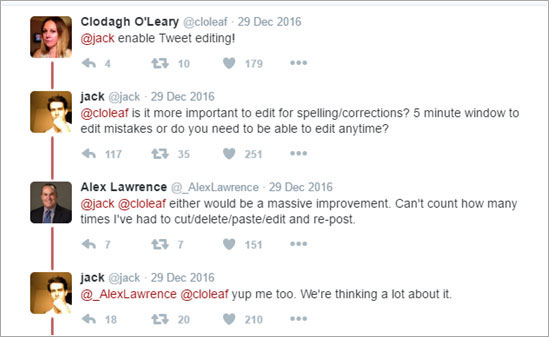 Clodagh O'Leary @cloleaf · 29 Dec 2016
@jack enable Tweet editing!
4 10 179
jack @jack · 29 Dec 2016
@cloleaf is it more important to edit for spelling/corrections? 5 minute window to
edit mistakes or do you need to be able to edit anytime?
117 35 251
Alex Lawrence @_AlexLawrence · 29 Dec 2016
@jack @cloleaf either would be a massive improvement. Can't count how many
times I've had to cut/delete/paste/edit and re-post.
7 7 151
jack @jack · 29 Dec 2016
@_AlexLawrence @cloleaf yup me too. We're thinking a lot about it.
18 20 210